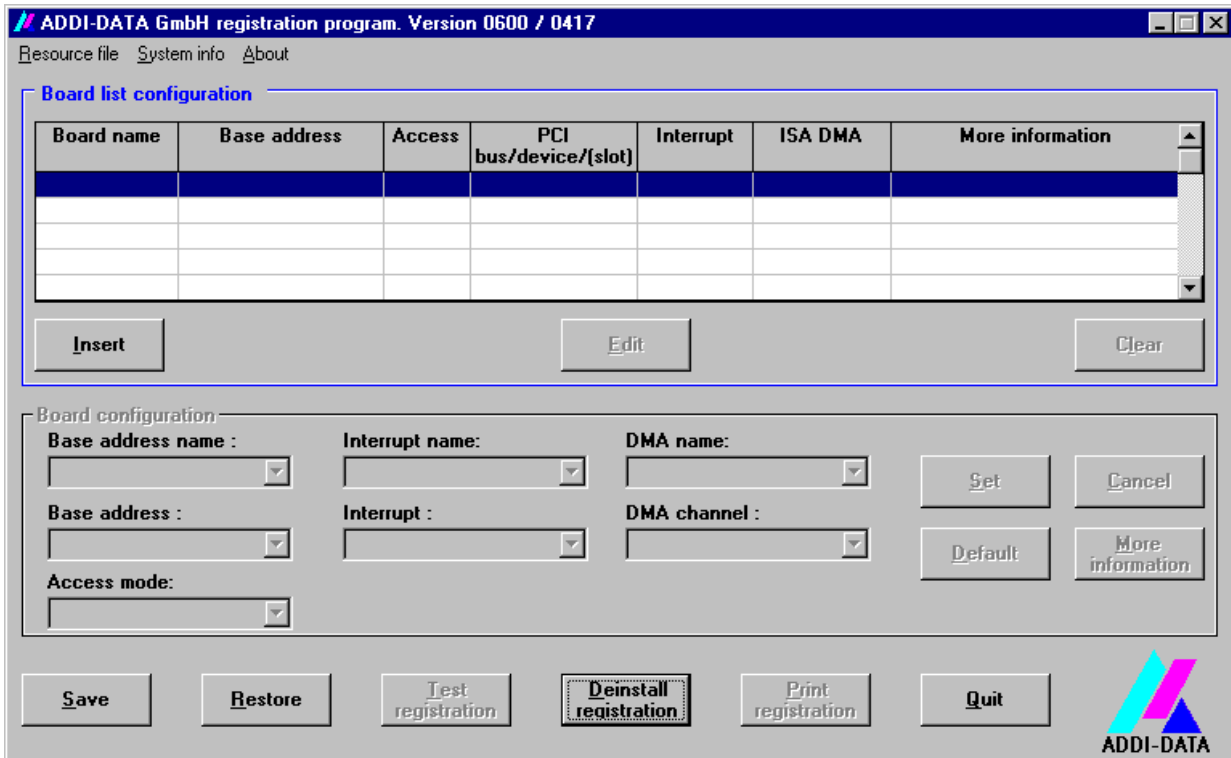 ADDI-DATA GmbH registration program. Version 0600 / 0417
Resource file System info About
Board list configuration
Board name Base address Access PCI bus/device/(slot) Interrupt ISA DMA More information
Insert Edit Clear
Board configuration
Base address name : Interrupt name: DMA name:
Set Cancel
Base address : Interrupt : DMA channel :
Default More information
Access mode:
Save Restore Test registration Deinstall registration Print registration Quit
ADDI-DATA